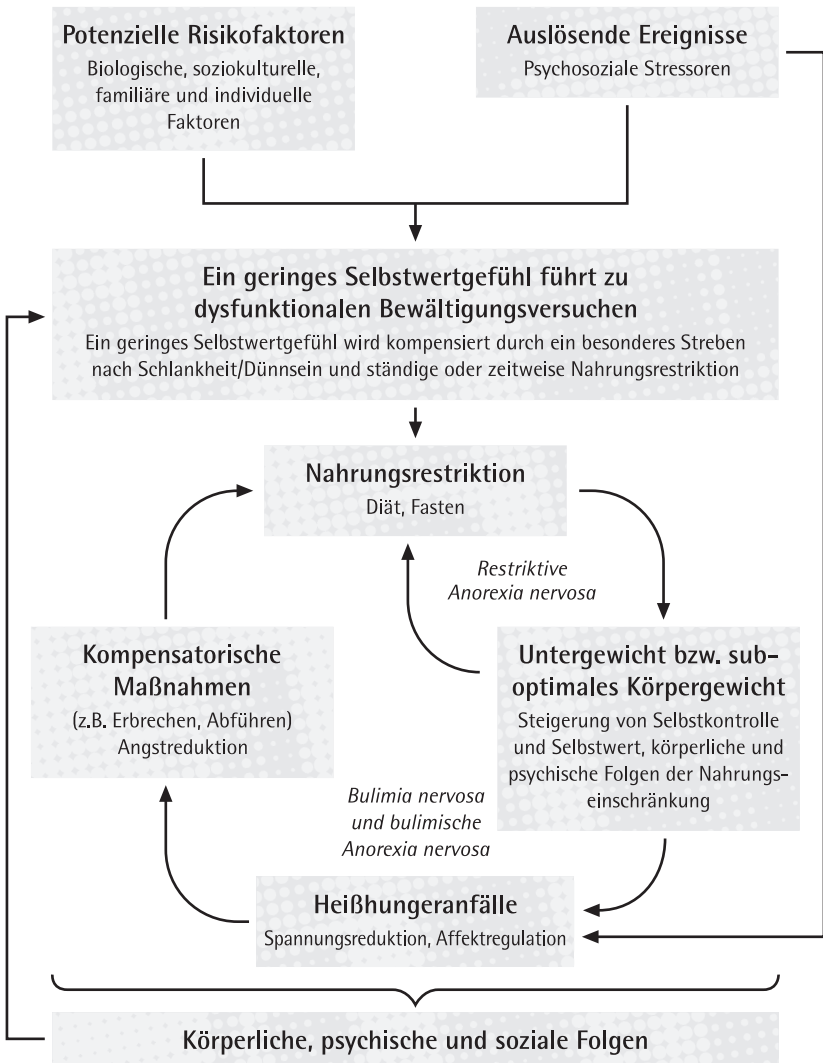 Potenzielle Risikofaktoren
Biologische, soziokulturelle,
familiäre und individuelle
Faktoren
Auslösende Ereignisse
Psychosoziale Stressoren
Ein geringes Selbstwertgefühl führt zu
dysfunktionalen Bewältigungsversuchen
Ein geringes Selbstwertgefühl wird kompensiert durch ein besonderes Streben
nach Schlankheit/Dünnsein und ständige oder zeitweise Nahrungsrestriktion
Nahrungsrestriktion
Diät, Fasten
Restriktive
Anorexia nervosa
Kompensatorische
Maßnahmen
(z.B. Erbrechen, Abführen)
Angstreduktion
Untergewicht bzw. sub-
optimales Körpergewicht
Steigerung von Selbstkontrolle
und Selbstwert, körperliche und
psychische Folgen der Nahrungs-
einschränkung
Bulimia nervosa
und bulimische
Anorexia nervosa
Heißhungeranfälle
Spannungsreduktion, Affektregulation
Körperliche, psychische und soziale Folgen